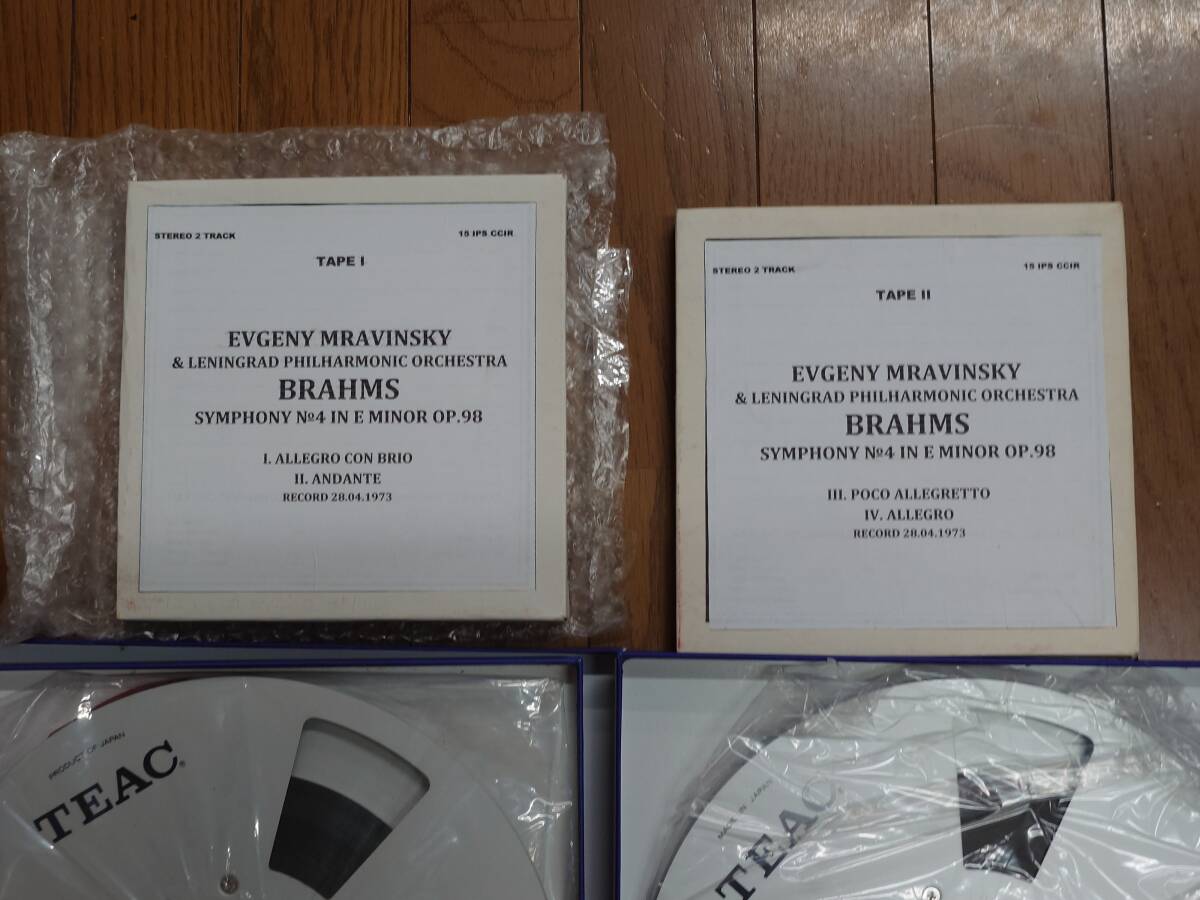 STEREO 2 TRACK
15 IPS CCIR
TAPE I
EVGENY MRAVINSKY
& LENINGRAD PHILHARMONIC ORCHESTRA
BRAHMS
SYMPHONY №4 IN E MINOR OP.98
I. ALLEGRO CON BRIO
II. ANDANTE
RECORD 28.04.1973
STEREO 2 TRACK
15 IPS CCIR
TAPE II
EVGENY MRAVINSKY
& LENINGRAD PHILHARMONIC ORCHESTRA
BRAHMS
SYMPHONY №4 IN E MINOR OP.98
III. POCO ALLEGRETTO
IV. ALLEGRO
RECORD 28.04.1973
PRODUCT OF JAPAN
TEAC®
MADE IN JAPAN
TEAC